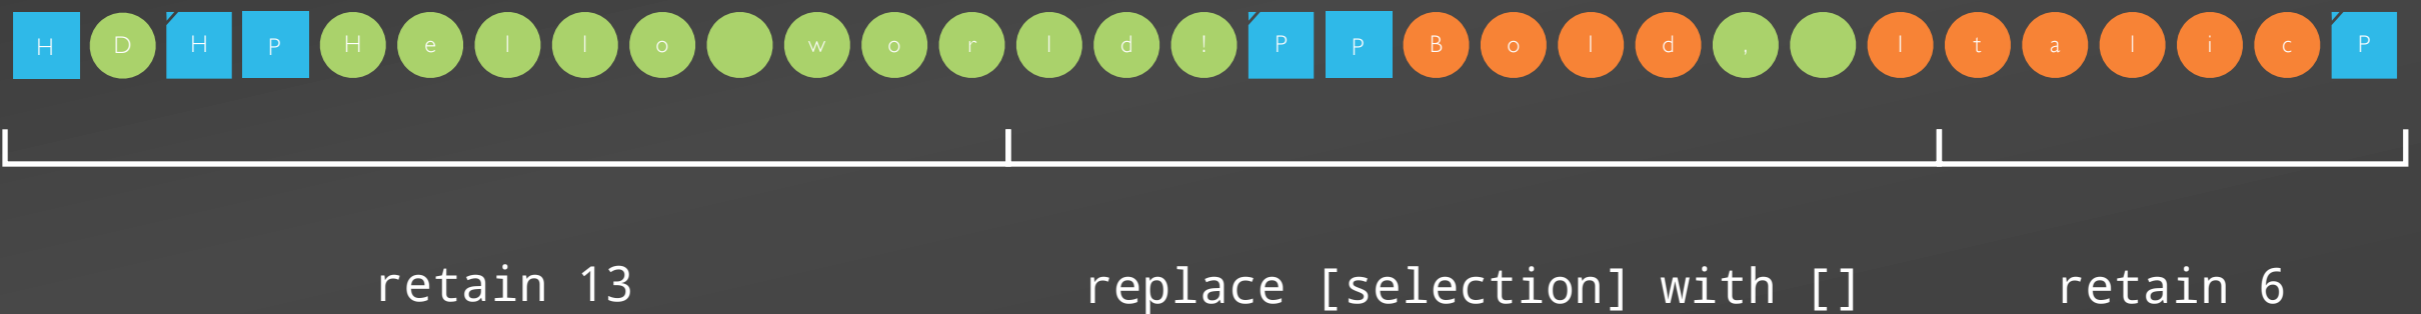 H D H P H e l l o w o r l d ! P P B o l d , I t a l i c P
retain 13 replace [selection] with [] retain 6